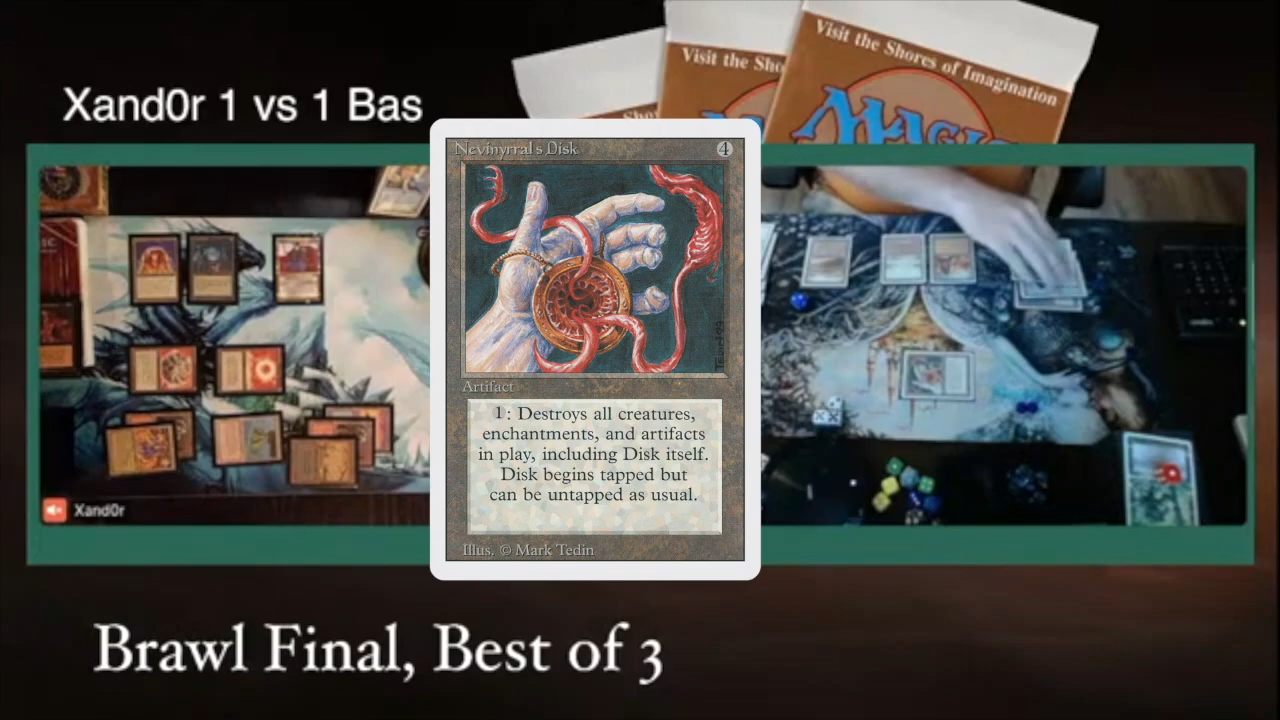 Visit the Shores of Imagination
Visit the Sho
Shor
MAGIC
Xand0r 1 vs 1 Bas
Nevinyrral's Disk 4
Artifact
1: Destroys all creatures,
enchantments, and artifacts
in play, including Disk itself.
Disk begins tapped but
can be untapped as usual.
Illus. © Mark Tedin
Xand0r
Brawl Final, Best of 3